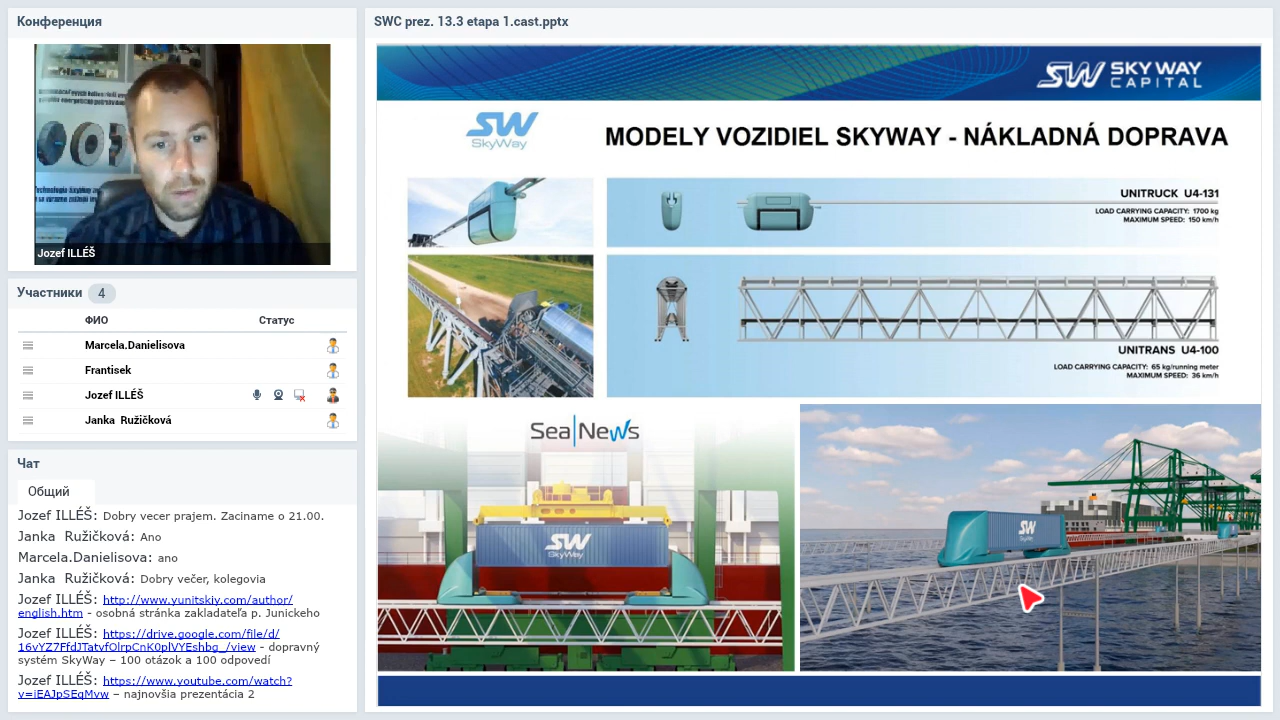 Конференция
Jozef ILLÉŠ
Участники 4
ФИО Статус
Marcela.Danielisova
Frantisek
Jozef ILLÉŠ
Janka Ružičková
Чат
Общий
Jozef ILLÉŠ: Dobry vecer prajem. Zaciname o 21.00.
Janka Ružičková: Ano
Marcela.Danielisova: ano
Janka Ružičková: Dobry večer, kolegovia
Jozef ILLÉŠ: http://www.yunitskiy.com/author/
english.htm - osobná stránka zakladateľa p. Junickeho
Jozef ILLÉŠ: https://drive.google.com/file/d/
16vYZ7FfdJTatvfOlrpCnK0plVYEshbg_/view - dopravný
systém SkyWay – 100 otázok a 100 odpovedí
Jozef ILLÉŠ: https://www.youtube.com/watch?
v=iEAJpSEqMvw – najnovšia prezentácia 2
SWC prez. 13.3 etapa 1.cast.pptx
SW SKY WAY
CAPITAL
SW
SkyWay
MODELY VOZIDIEL SKYWAY - NÁKLADNÁ DOPRAVA
UNITRUCK U4-131
LOAD CARRYING CAPACITY: 1700 kg
MAXIMUM SPEED: 150 km/h
UNITRANS U4-100
LOAD CARRYING CAPACITY: 65 kg/running meter
MAXIMUM SPEED: 36 km/h
Sea|News
SW
SkyWay
SW
SkyWay